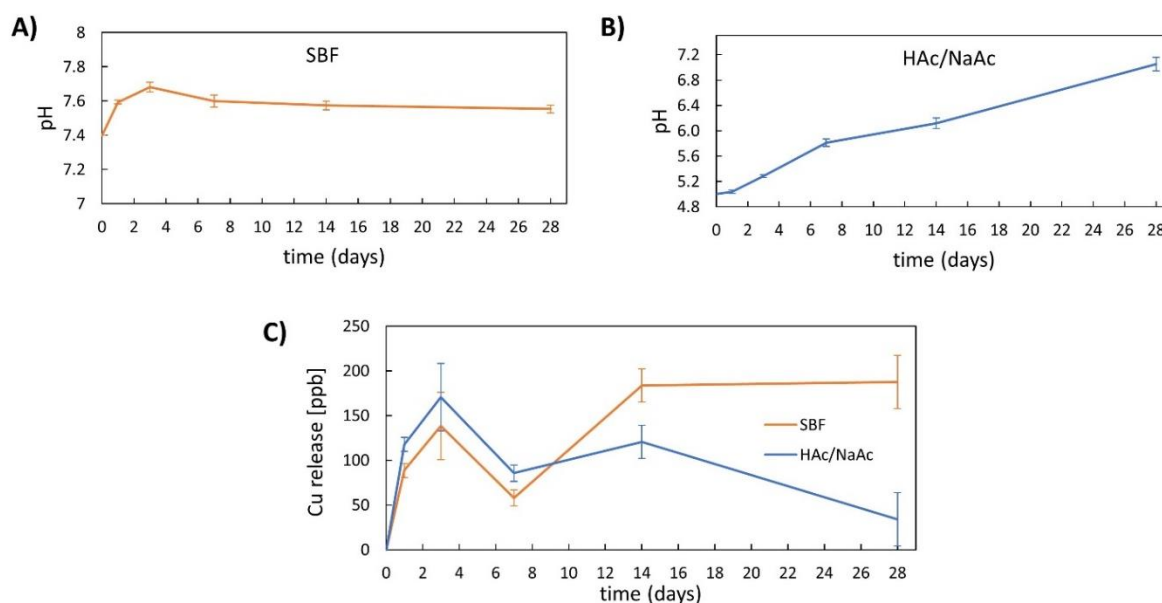 A)
SBF
pH
8
7.8
7.6
7.4
7.2
7
0 2 4 6 8 10 12 14 16 18 20 22 24 26 28
time (days)
B)
HAc/NaAc
pH
7.2
6.8
6.4
6.0
5.6
5.2
4.8
0 2 4 6 8 10 12 14 16 18 20 22 24 26 28
time (days)
C)
Cu release [ppb]
250
200
150
100
50
0
SBF
HAc/NaAc
0 2 4 6 8 10 12 14 16 18 20 22 24 26 28
time (days)